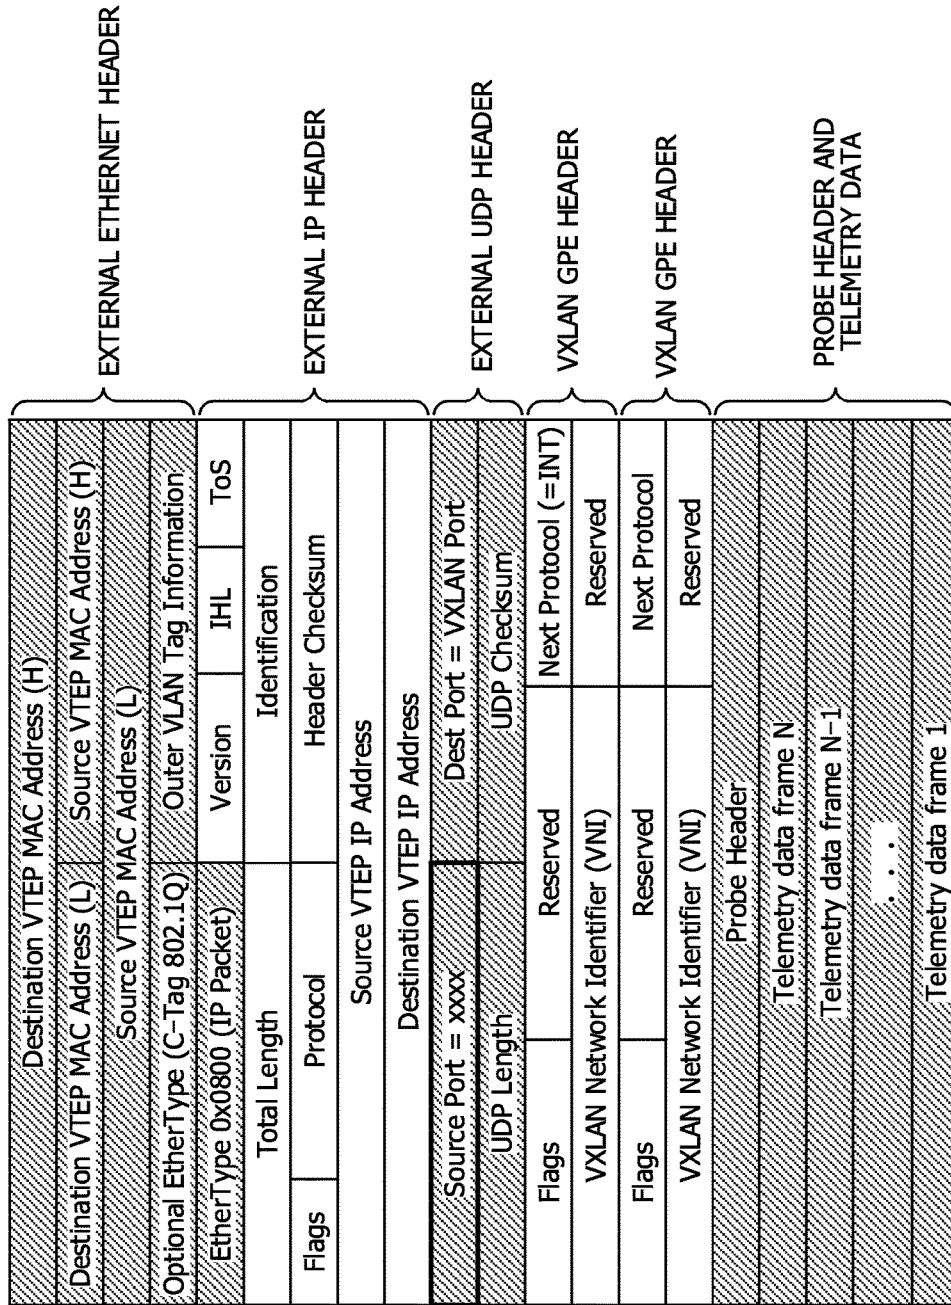 Destination VTEP MAC Address (H)
Destination VTEP MAC Address (L) Source VTEP MAC Address (H)
Source VTEP MAC Address (L)
Optional EtherType (C-Tag 802.1Q) Outer VLAN Tag Information
EXTERNAL ETHERNET HEADER
EtherType 0x0800 (IP Packet) Version IHL ToS
Total Length Identification
Flags Protocol Header Checksum
Source VTEP IP Address
Destination VTEP IP Address
EXTERNAL IP HEADER
Source Port = xxxx Dest Port = VXLAN Port
UDP Length UDP Checksum
EXTERNAL UDP HEADER
Flags Reserved Next Protocol (=INT)
VXLAN Network Identifier (VNI) Reserved
VXLAN GPE HEADER
Flags Reserved Next Protocol
VXLAN Network Identifier (VNI) Reserved
VXLAN GPE HEADER
Probe Header
Telemetry data frame N
Telemetry data frame N-1
. . .
Telemetry data frame 1
PROBE HEADER AND
TELEMETRY DATA